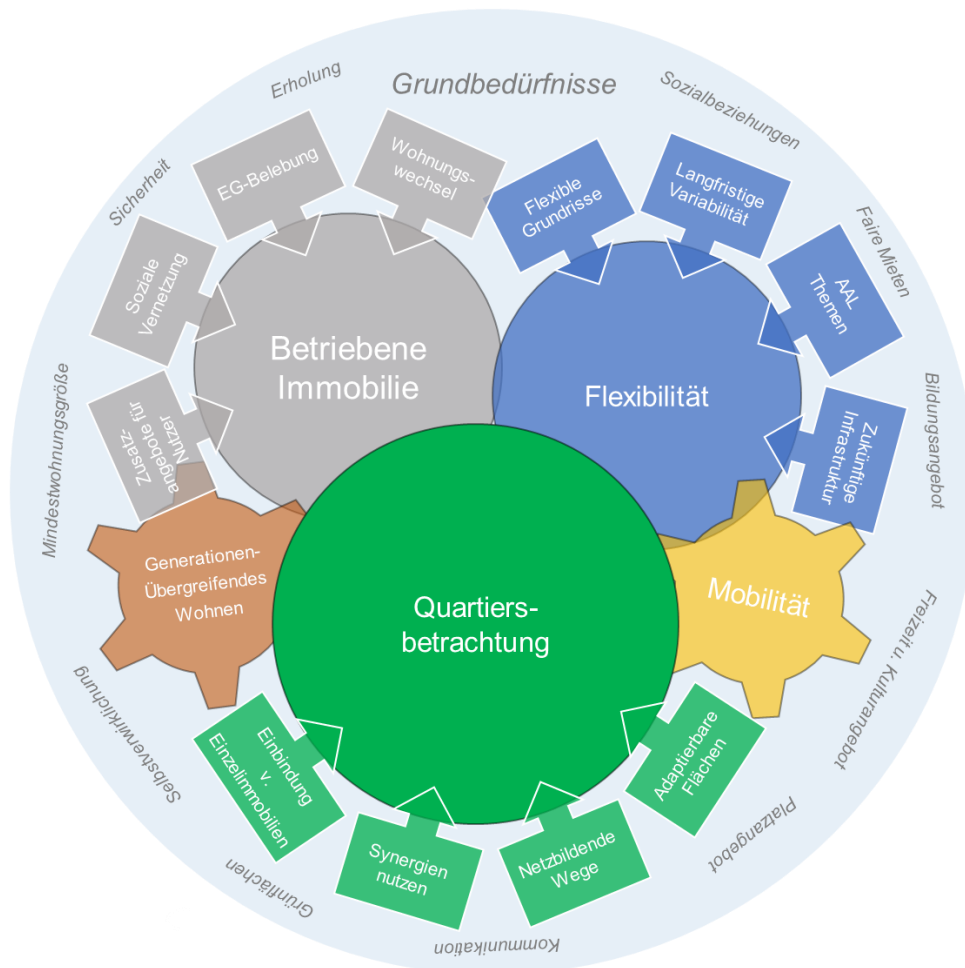 Grundbedürfnisse
Erholung
Sozialbeziehungen
Sicherheit
Faire Mieten
Mindestwohnungsgröße
Bildungsangebot
Selbstverwirklichung
Freizeit u. Kulturangebot
Grünflächen
Platzangebot
Kommunikation
EG-Belebung
Wohnungs-
wechsel
Soziale
Vernetzung
Zusatz-
angebote für
Nutzer
Betriebene
Immobilie
Flexible
Grundrisse
Langfristige
Variabilität
AAL
Themen
Zukünftige
Infrastruktur
Flexibilität
Generationen-
Übergreifendes
Wohnen
Quartiers-
betrachtung
Mobilität
Einbindung
v.
Einzelimmobilien
Synergien
nutzen
Netzbildende
Wege
Adaptierbare
Flächen